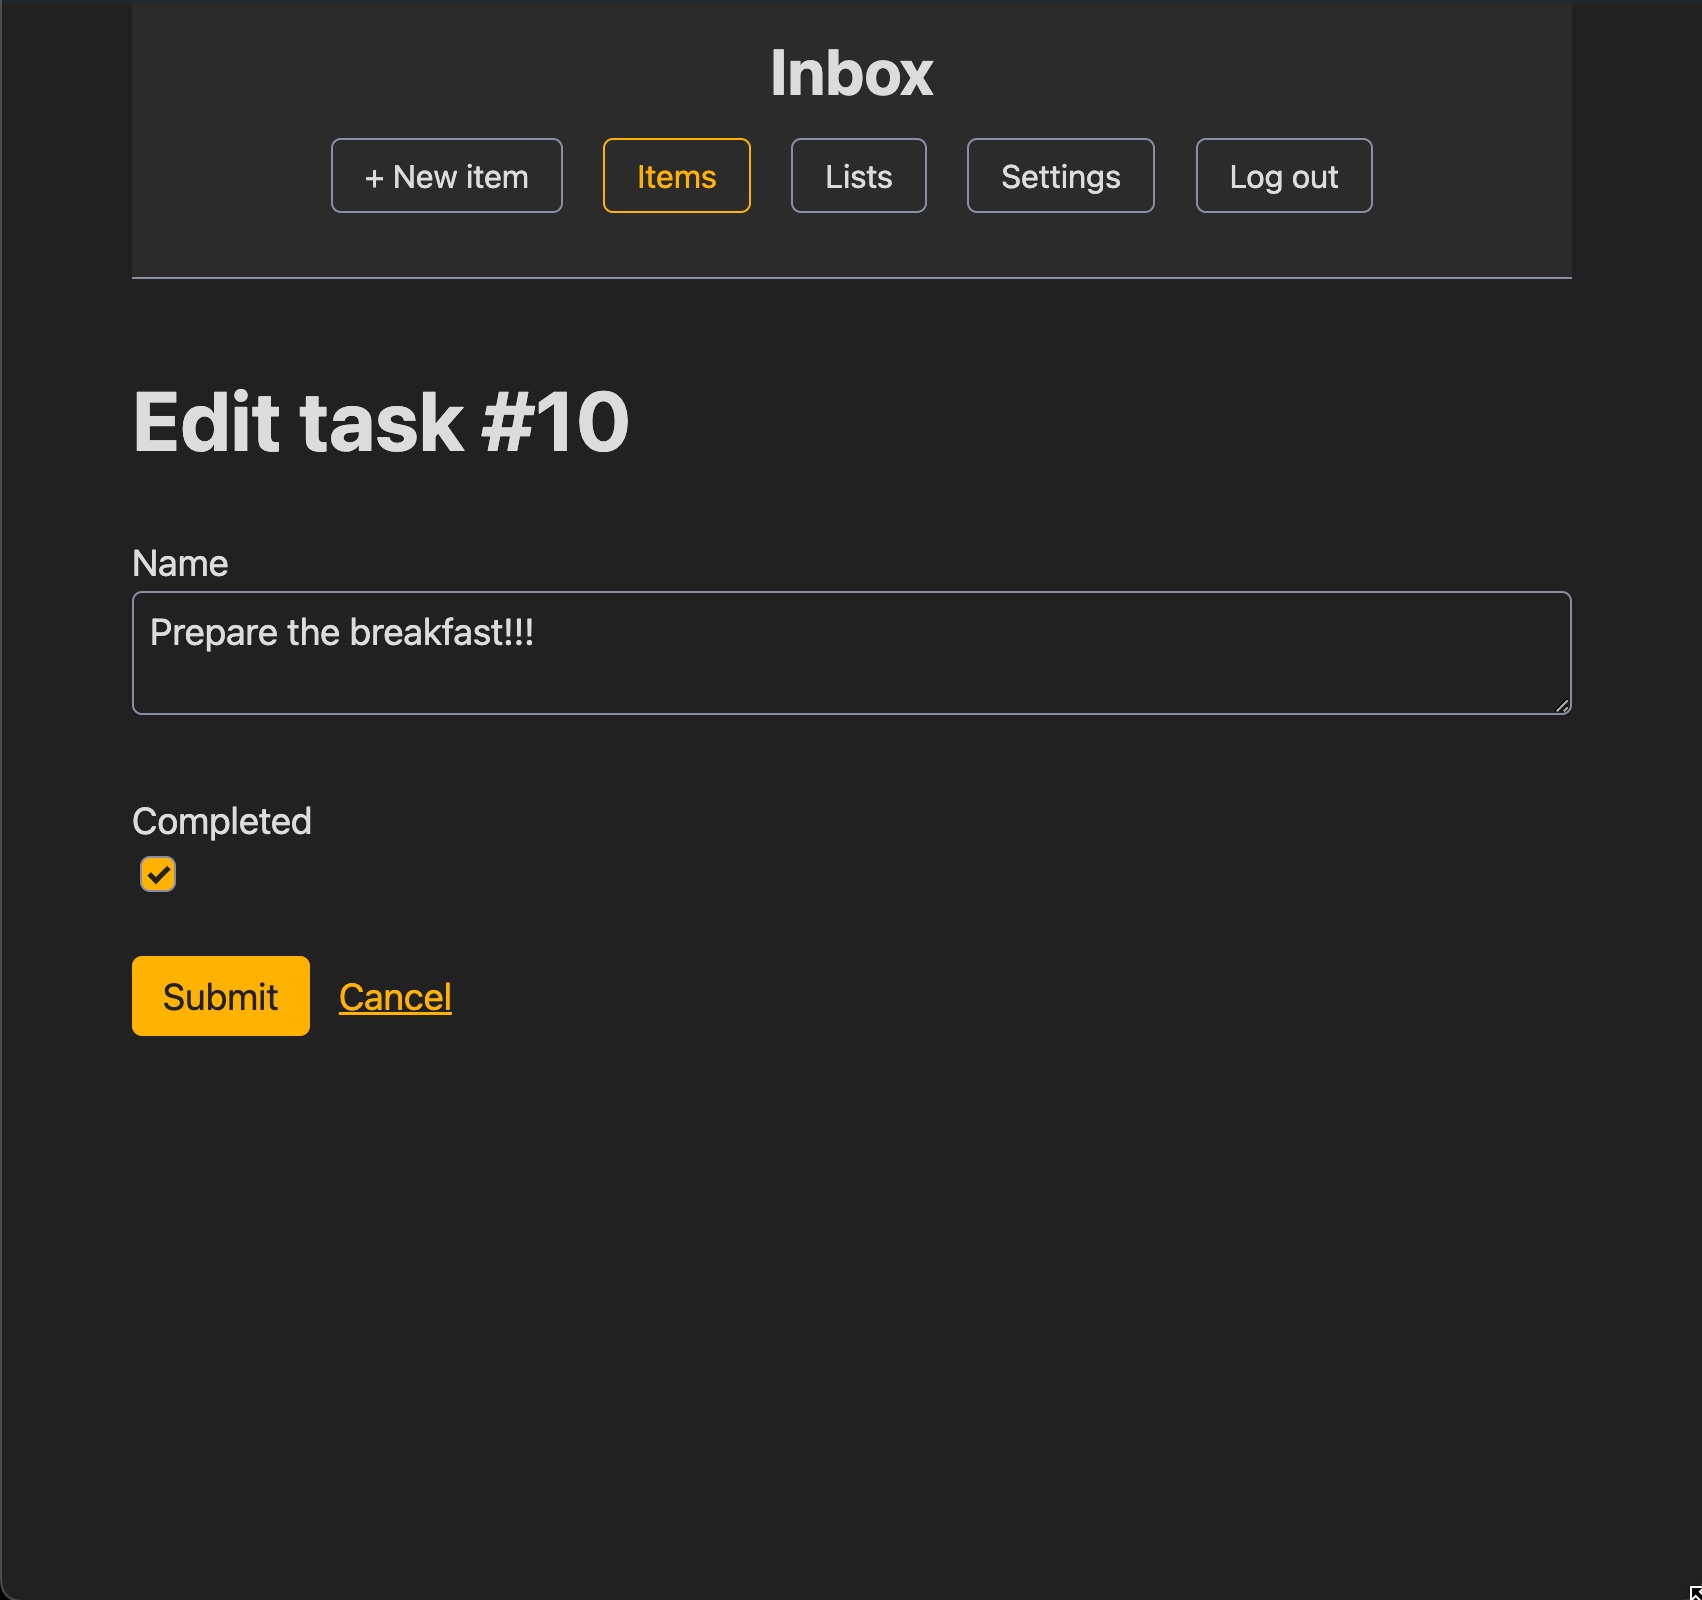 Inbox
+ New item Items Lists Settings Log out
Edit task #10
Name
Prepare the breakfast!!!
Completed
Submit Cancel